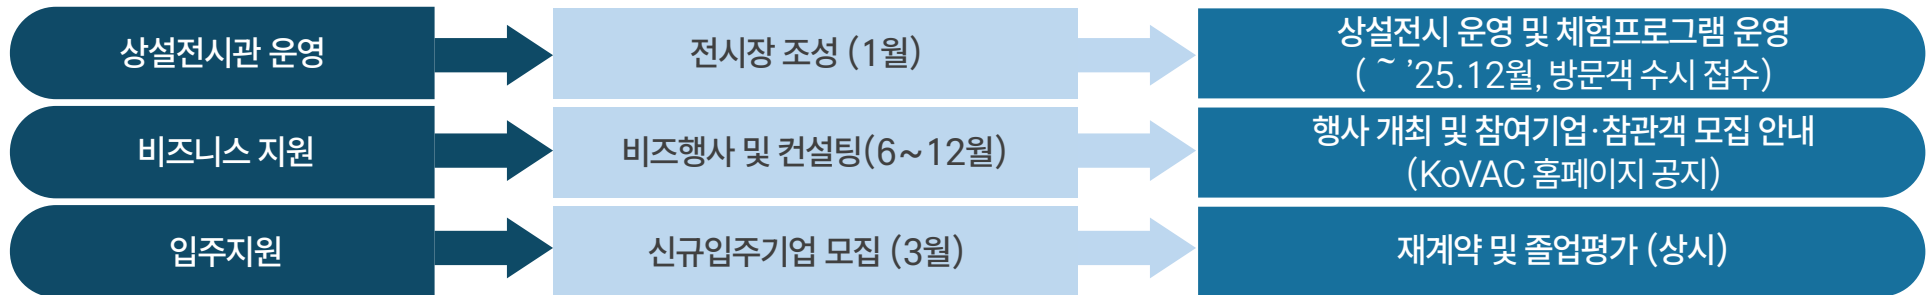 상설전시관 운영
전시장 조성 (1월)
상설전시 운영 및 체험프로그램 운영
( ~ ’25.12월, 방문객 수시 접수)
비즈니스 지원
비즈행사 및 컨설팅(6~12월)
행사 개최 및 참여기업·참관객 모집 안내
(KoVAC 홈페이지 공지)
입주지원
신규입주기업 모집 (3월)
재계약 및 졸업평가 (상시)